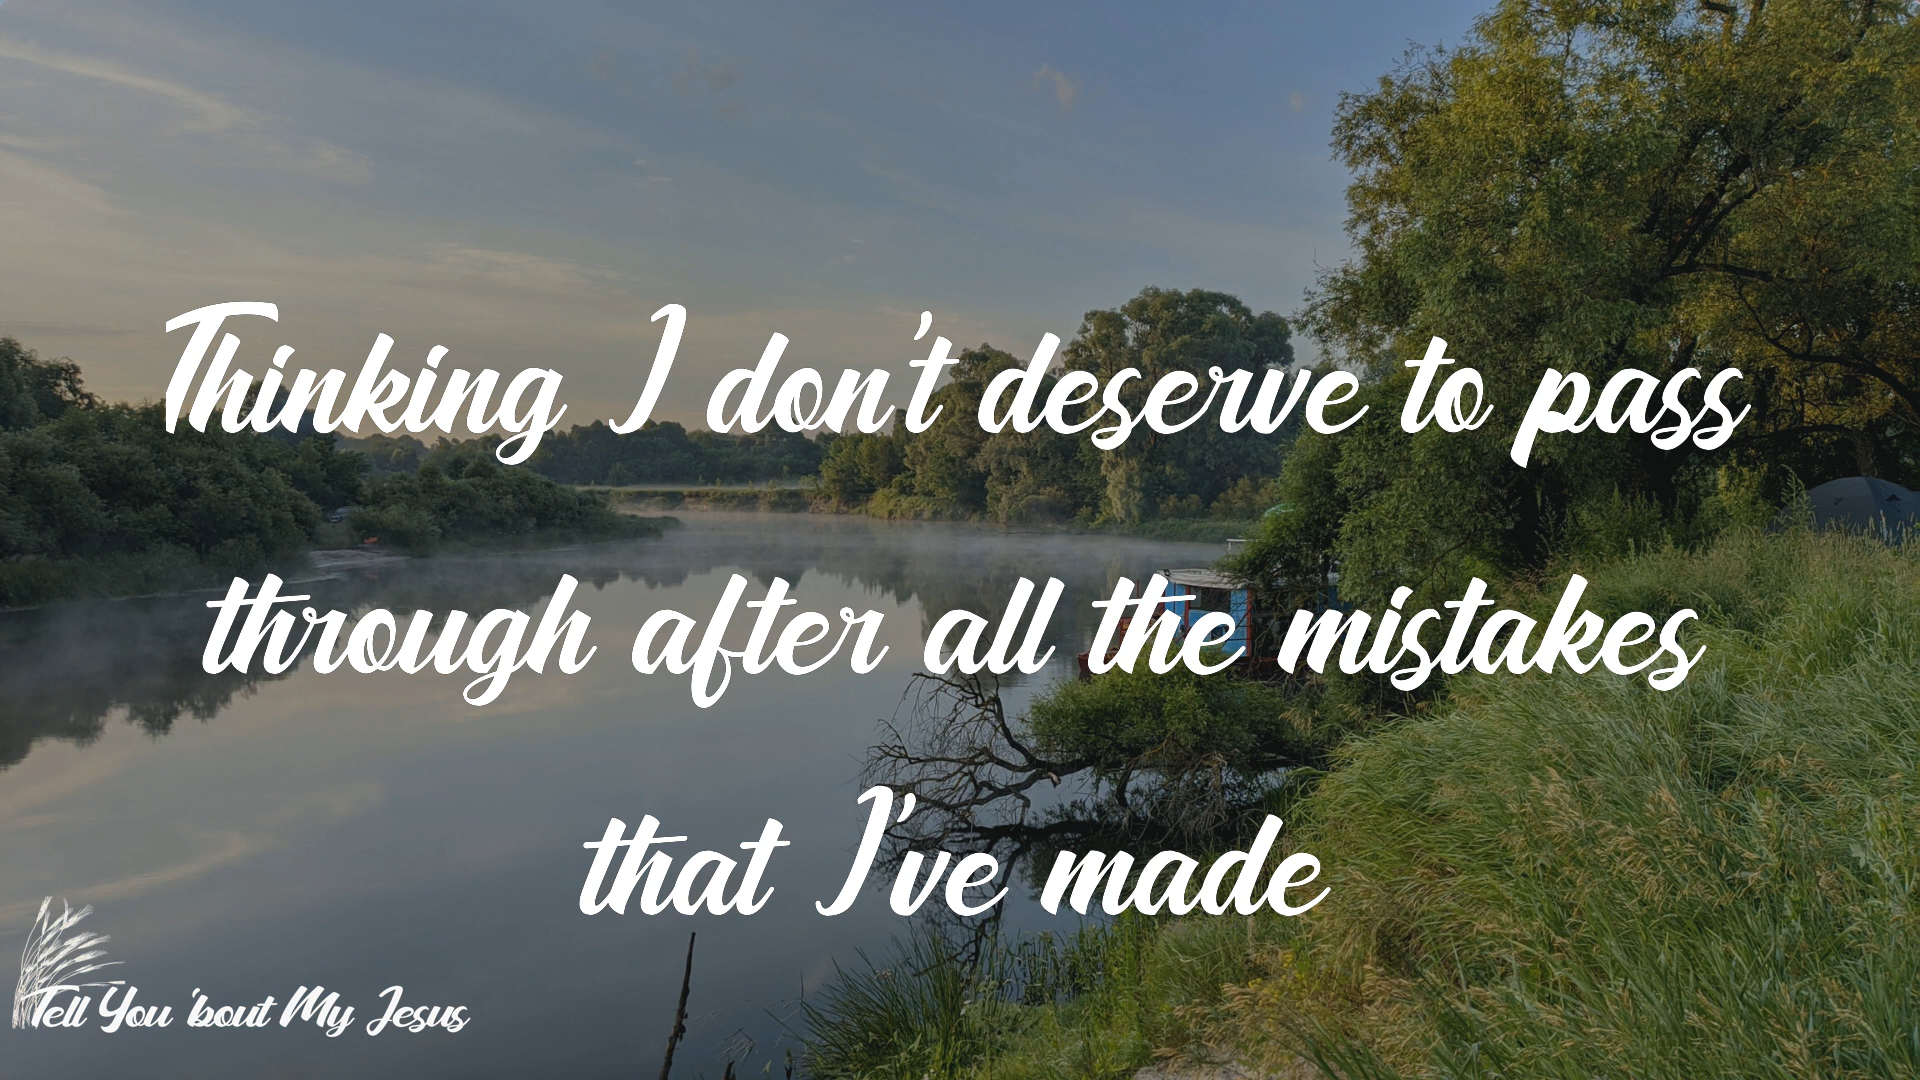 Thinking I don't deserve to pass
through after all the mistakes
that I've made
Tell You 'bout My Jesus